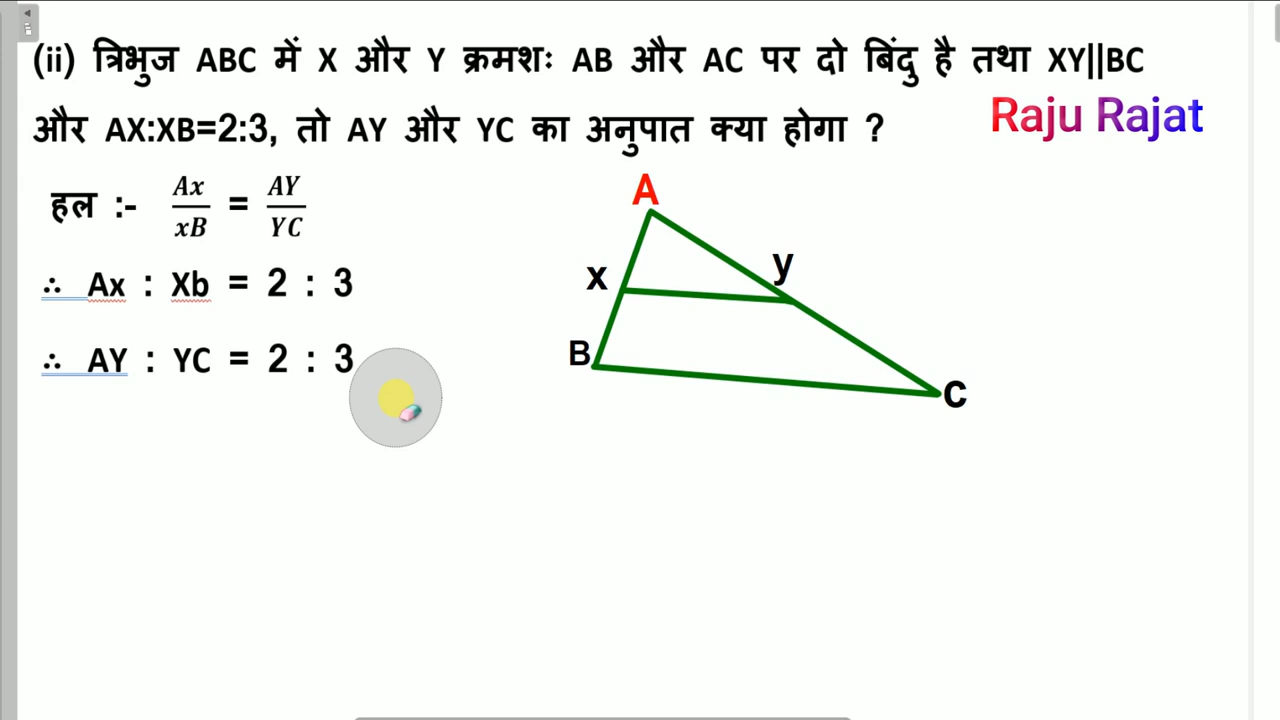 (ii) त्रिभुज ABC में X और Y क्रमशः AB और AC पर दो बिंदु है तथा XY||BC
और AX:XB=2:3, तो AY और YC का अनुपात क्या होगा ?
Raju Rajat
हल :- Ax/xB = AY/YC
∴ Ax : Xb = 2 : 3
∴ AY : YC = 2 : 3
A
x
y
B
C